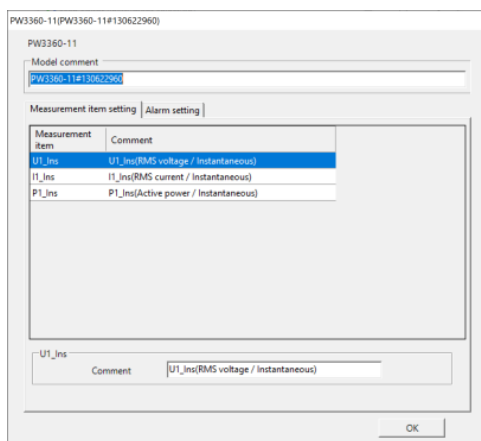 PW3360-11(PW3360-11#130622960)
PW3360-11
Model comment
PW3360-11#130622960
Measurement item setting Alarm setting
Measurement item Comment
U1_Ins U1_Ins(RMS voltage / Instantaneous)
I1_Ins I1_Ins(RMS current / Instantaneous)
P1_Ins P1_Ins(Active power / Instantaneous)
U1_Ins
Comment U1_Ins(RMS voltage / Instantaneous)
OK